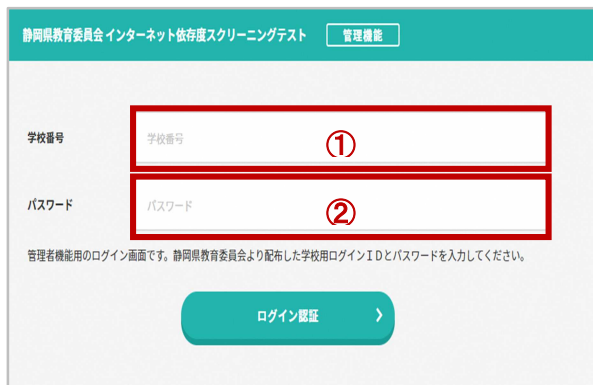 静岡県教育委員会 インターネット依存度スクリーニングテスト 管理機能
学校番号 学校番号 ①
パスワード パスワード ②
管理者機能用のログイン画面です。静岡県教育委員会より配布した学校用ログインＩＤとパスワードを入力してください。
ログイン認証